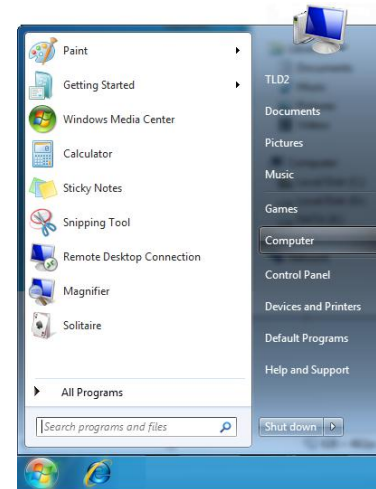 Paint
Getting Started
Windows Media Center
Calculator
Sticky Notes
Snipping Tool
Remote Desktop Connection
Magnifier
Solitaire
All Programs
Search programs and files
TLD2
Documents
Pictures
Music
Games
Computer
Control Panel
Devices and Printers
Default Programs
Help and Support
Shut down